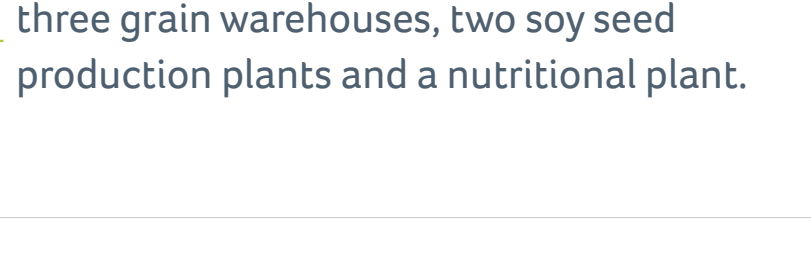 three grain warehouses, two soy seed
production plants and a nutritional plant.